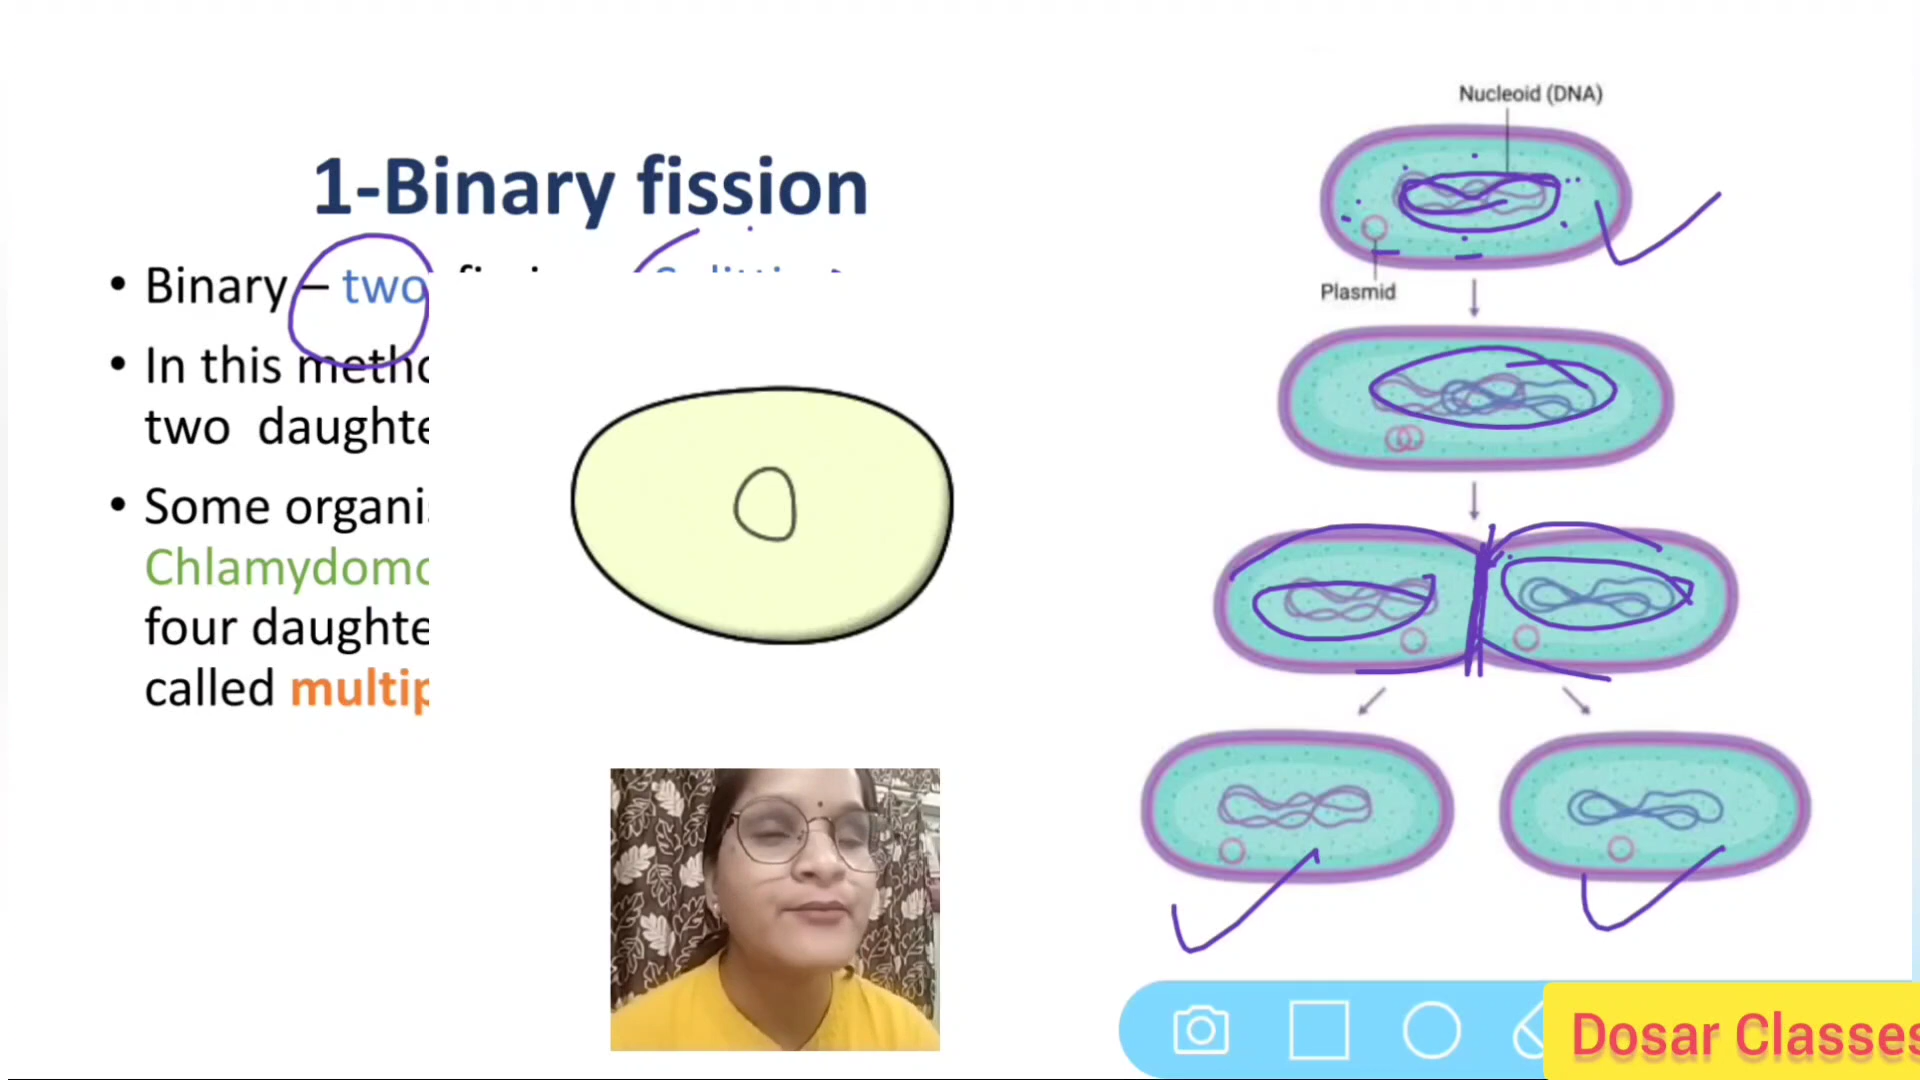 1-Binary fission
• Binary – two
• In this
two daughte
• Some organi
Chlamydomo
four daughte
called multip
Nucleoid (DNA)
Plasmid
Dosar Classes